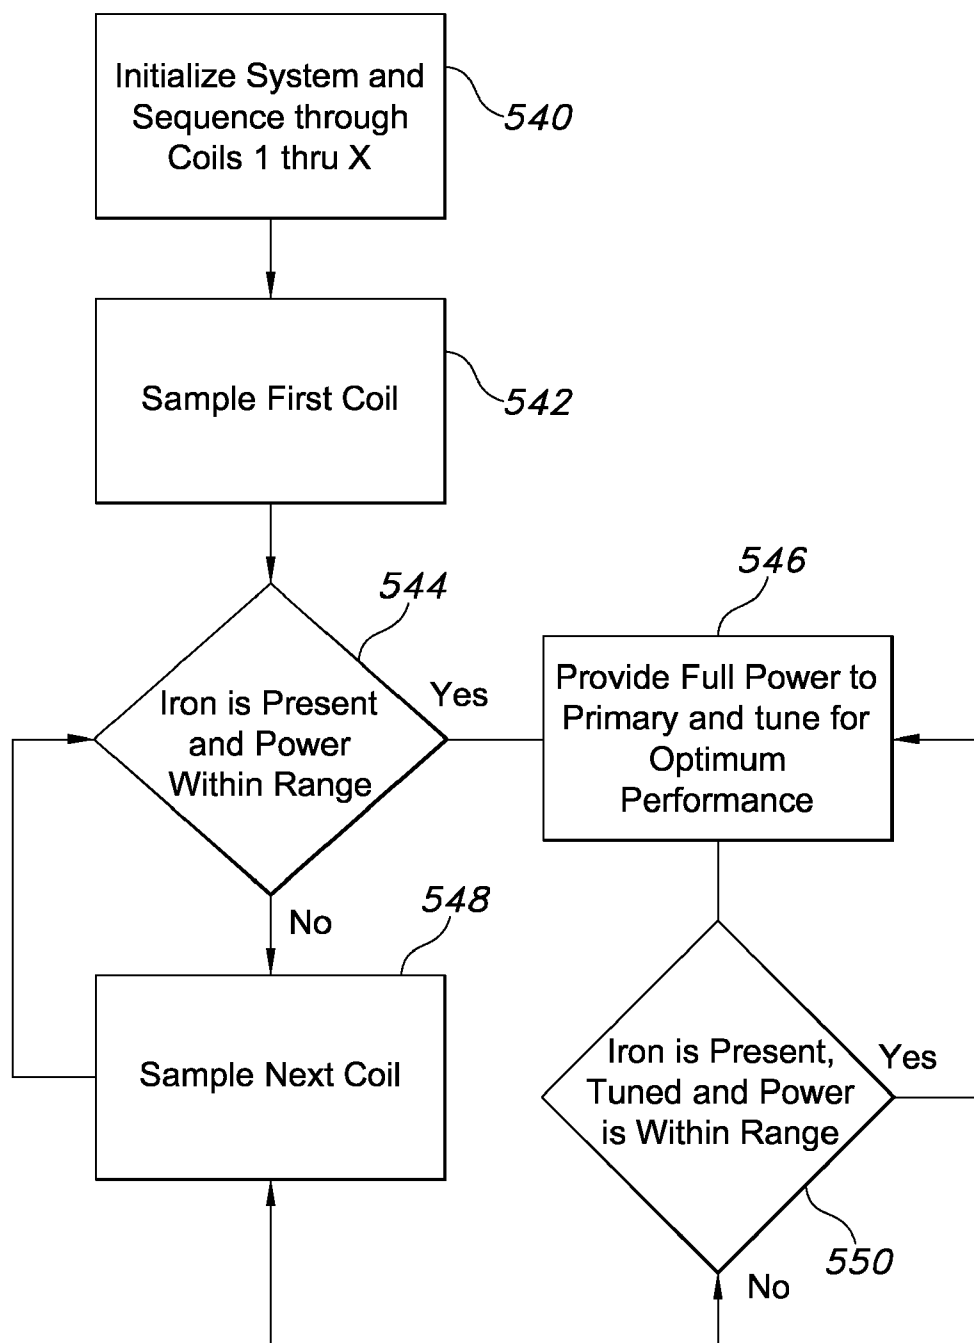 Initialize System and
Sequence through
Coils 1 thru X
540
Sample First Coil
542
544
Iron is Present
and Power
Within Range
Yes
No
546
Provide Full Power to
Primary and tune for
Optimum
Performance
548
Sample Next Coil
Iron is Present,
Tuned and Power
is Within Range
Yes
550
No